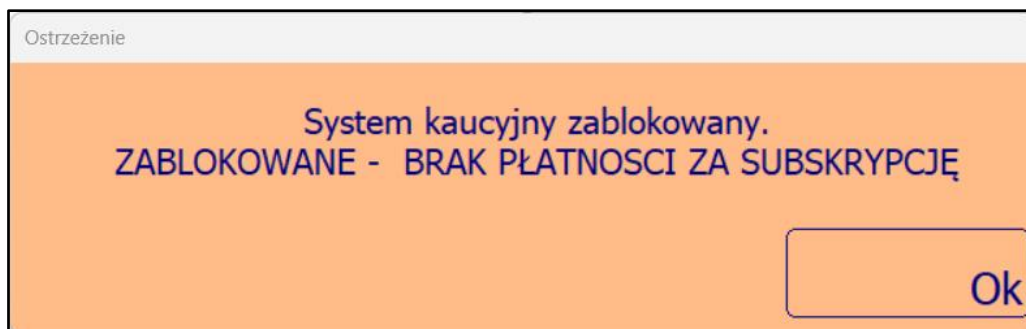 Ostrzeżenie
System kaucyjny zablokowany.
ZABLOKOWANE - BRAK PŁATNOSCI ZA SUBSKRYPCJĘ
Ok